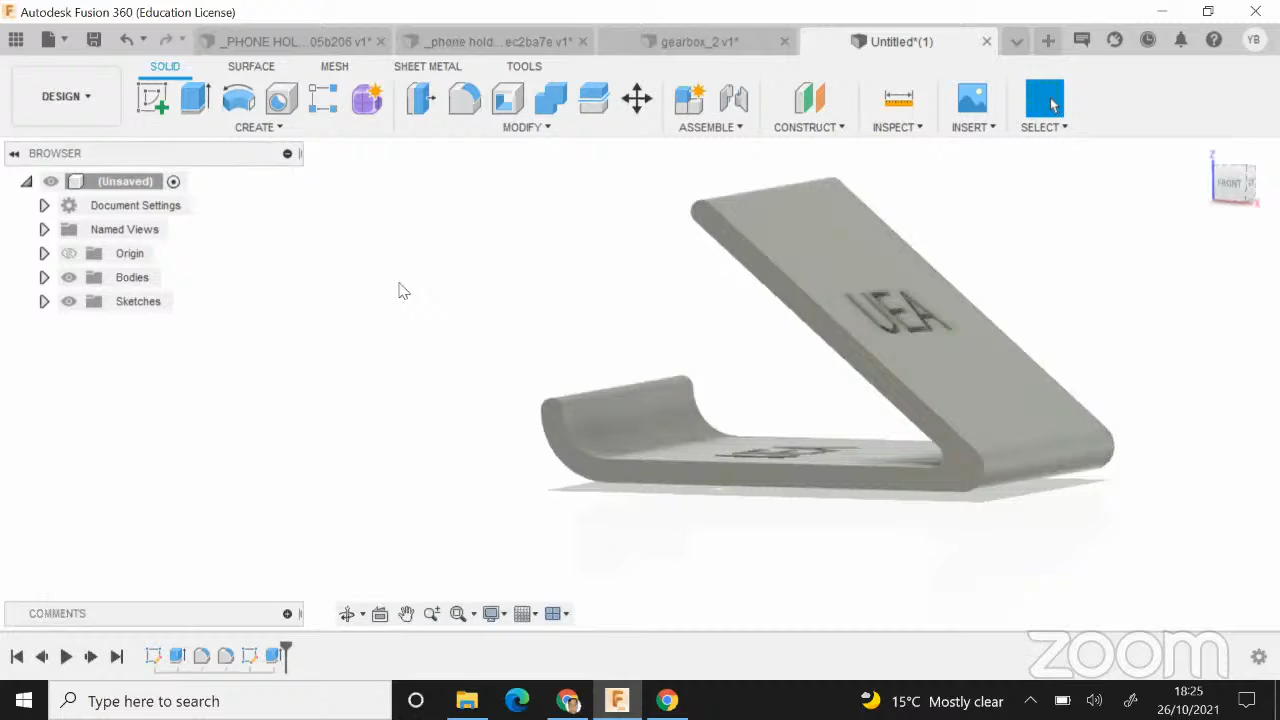 Autodesk Fusion 360 (Education License)
_PHONE HOL...05b206 v1*
_phone hold...ec2ba7e v1*
gearbox_2 v1*
Untitled*(1)
YB
SOLID
SURFACE
MESH
SHEET METAL
TOOLS
DESIGN
CREATE
MODIFY
ASSEMBLE
CONSTRUCT
INSPECT
INSERT
SELECT
BROWSER
(Unsaved)
Document Settings
Named Views
Origin
Bodies
Sketches
Z
FRONT
X
UEA
COMMENTS
zoom
Type here to search
15°C Mostly clear
18:25
26/10/2021